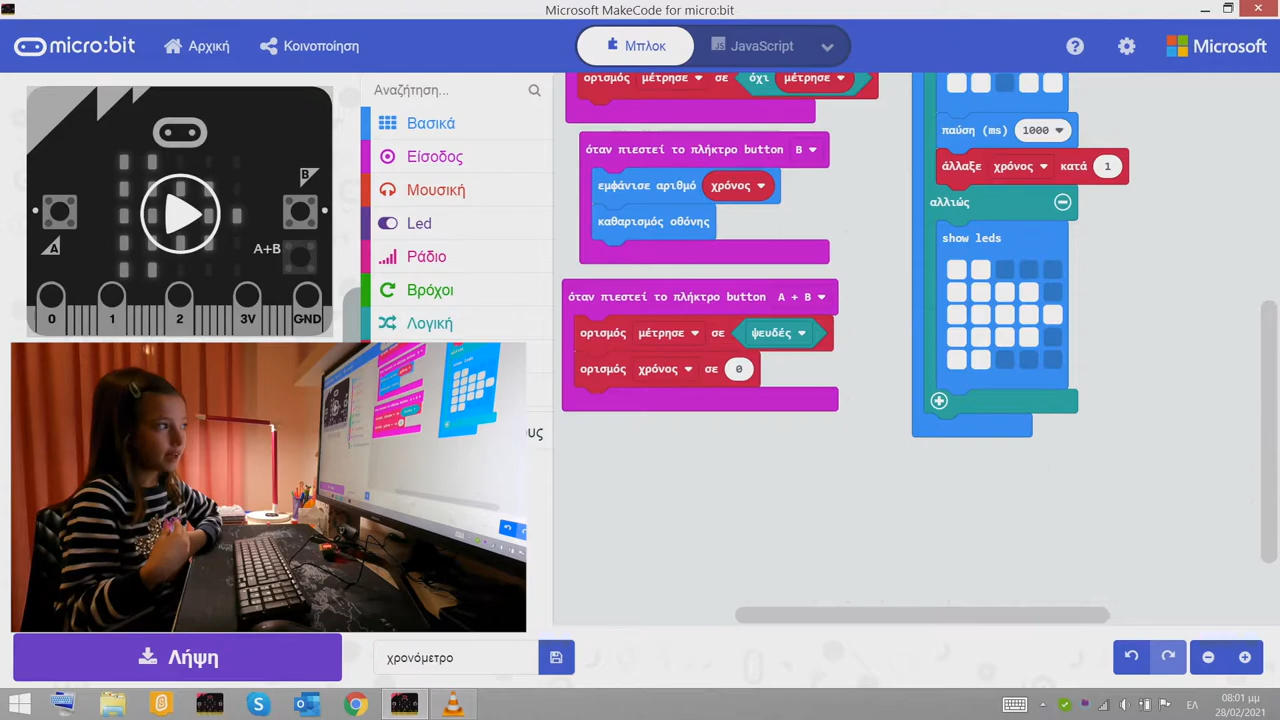 Microsoft MakeCode for micro:bit
micro:bit
Αρχική
Κοινοποίηση
Μπλοκ
JavaScript
Microsoft
Αναζήτηση...
Βασικά
Είσοδος
Μουσική
Led
Ράδιο
Βρόχοι
Λογική
B
A
A+B
0 1 2 3V GND
ους
ορισμός μέτρησε σε όχι μέτρησε
όταν πιεστεί το πλήκτρο button B
εμφάνισε αριθμό χρόνος
καθαρισμός οθόνης
όταν πιεστεί το πλήκτρο button A + B
ορισμός μέτρησε σε ψευδές
ορισμός χρόνος σε 0
παύση (ms) 1000
άλλαξε χρόνος κατά 1
αλλιώς
show leds
Λήψη
χρονόμετρο
ΕΛ
08:01 μμ
28/02/2021